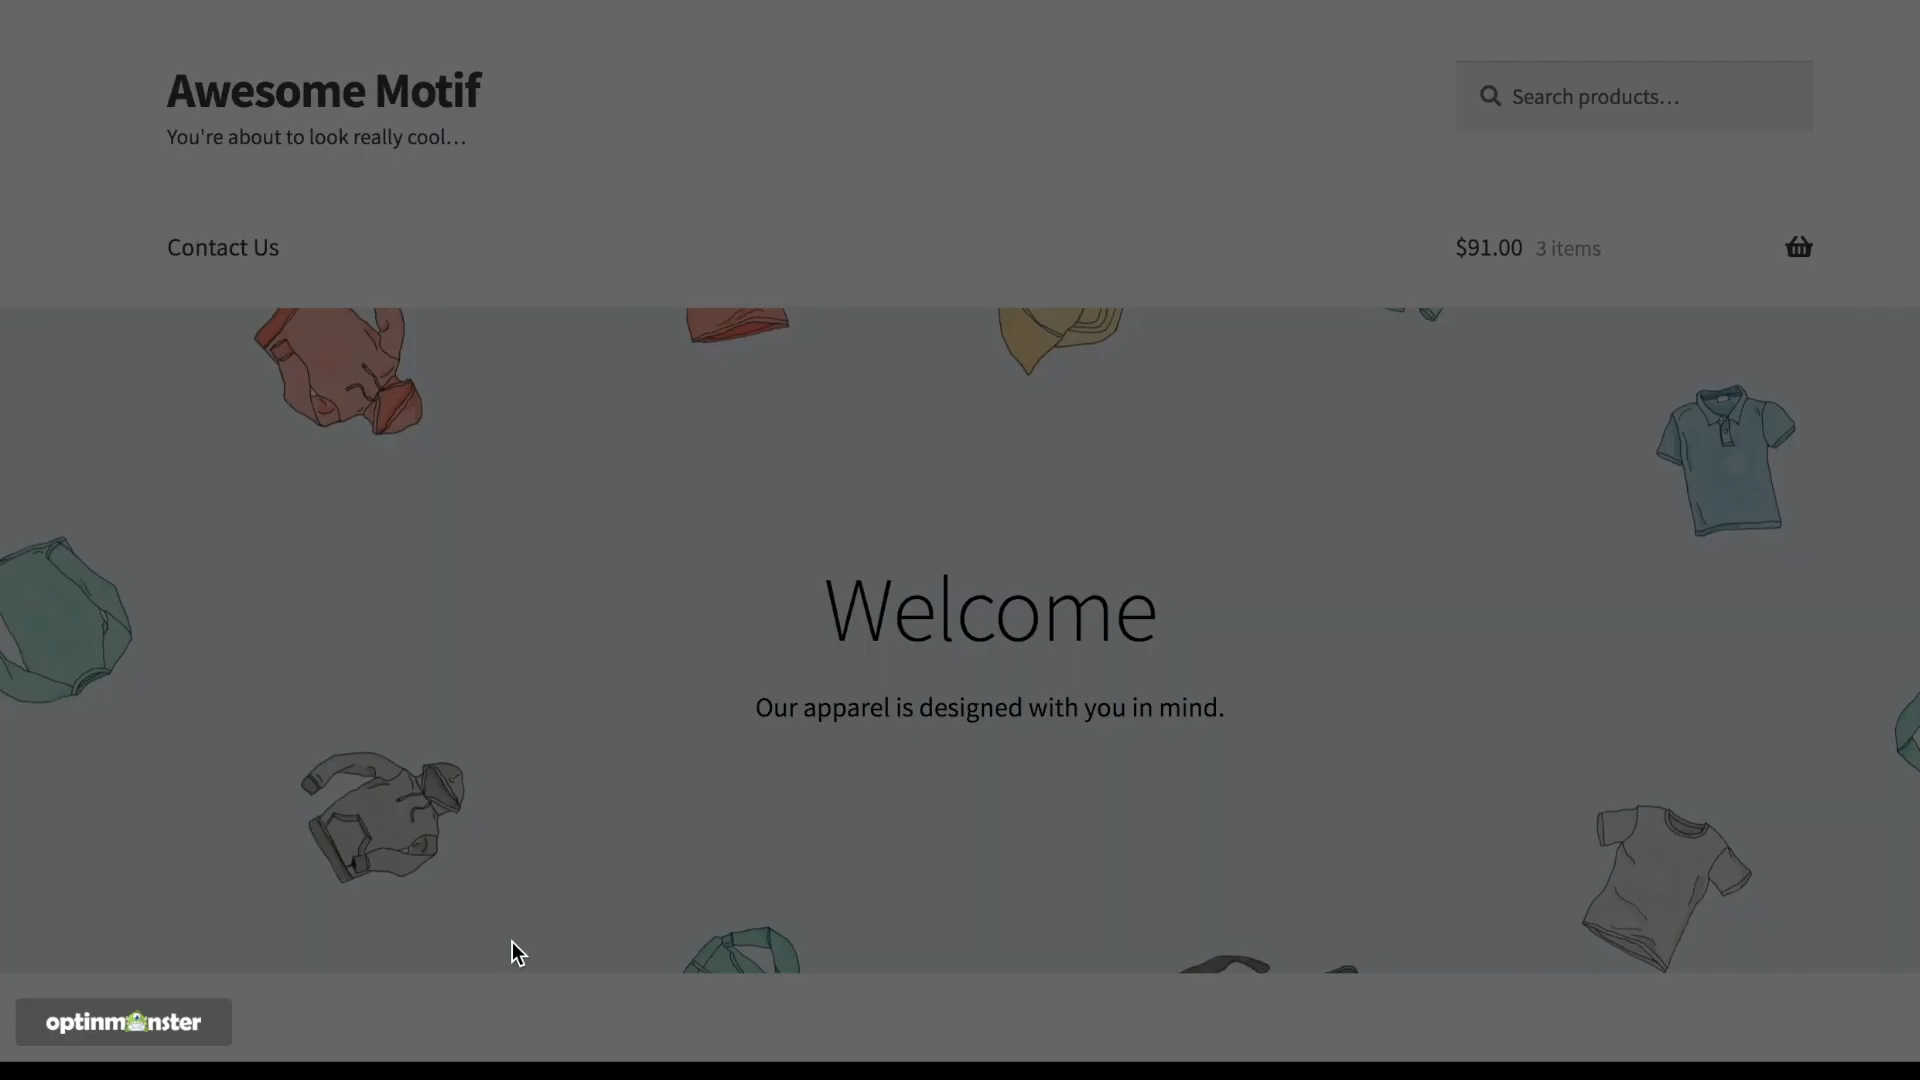 Awesome Motif
You're about to look really cool…
Search products…
Contact Us
$91.00 3 items
Welcome
Our apparel is designed with you in mind.
optinmonster